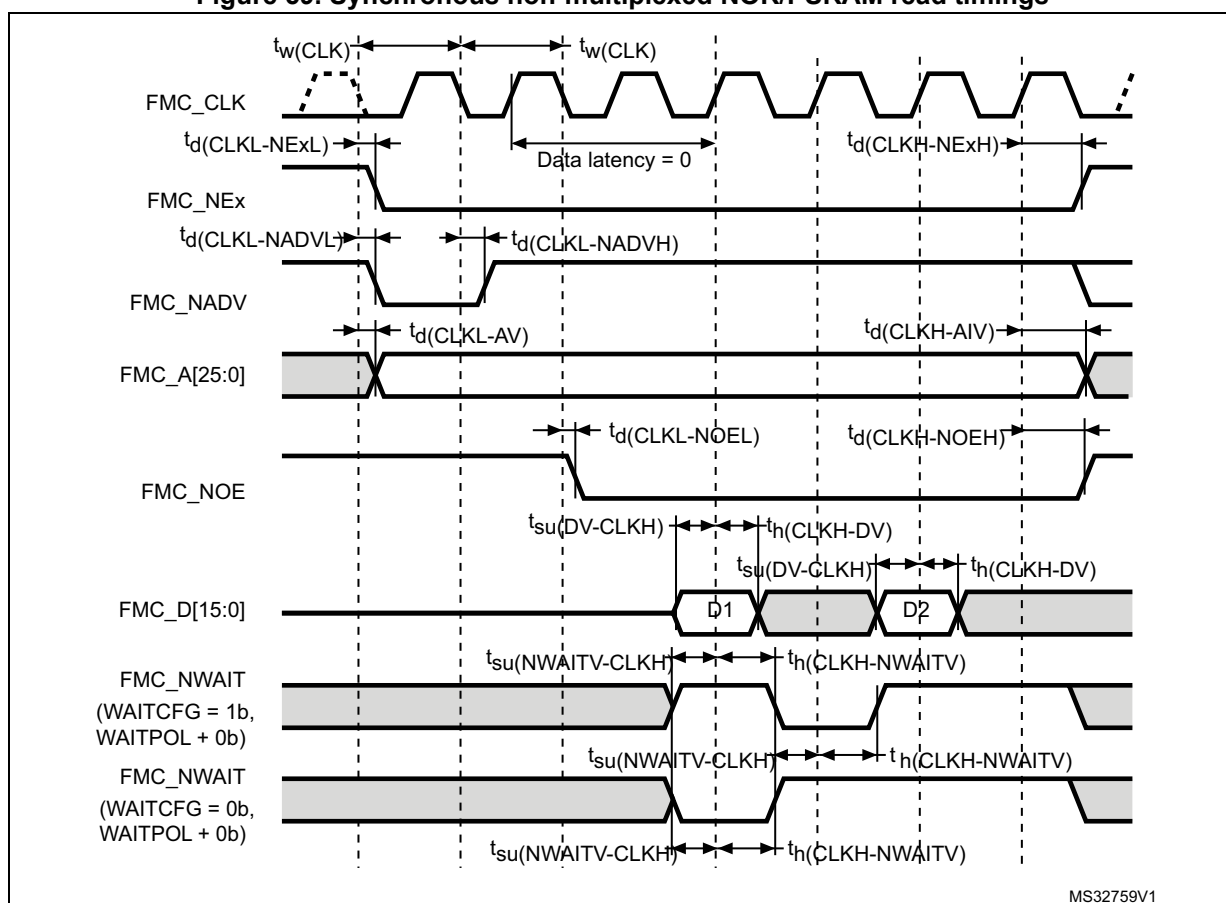 Synchronous non-multiplexed NOR/PSRAM read timings
tw(CLK) tw(CLK)
FMC_CLK
td(CLKL-NExL) Data latency = 0 td(CLKH-NExH)
FMC_NEx
td(CLKL-NADVL) td(CLKL-NADVH)
FMC_NADV
td(CLKL-AV) td(CLKH-AIV)
FMC_A[25:0]
td(CLKL-NOEL) td(CLKH-NOEH)
FMC_NOE
tsu(DV-CLKH) th(CLKH-DV)
tsu(DV-CLKH) th(CLKH-DV)
FMC_D[15:0] D1 D2
tsu(NWAITV-CLKH) th(CLKH-NWAITV)
FMC_NWAIT
(WAITCFG = 1b,
WAITPOL + 0b)
tsu(NWAITV-CLKH) th(CLKH-NWAITV)
FMC_NWAIT
(WAITCFG = 0b,
WAITPOL + 0b)
tsu(NWAITV-CLKH) th(CLKH-NWAITV)
MS32759V1